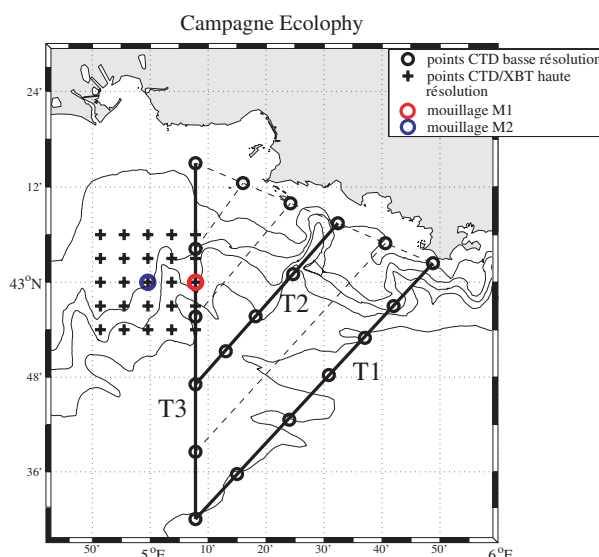 Campagne Ecolophy
points CTD basse résolution
points CTD/XBT haute
résolution
mouillage M1
mouillage M2
24'
12'
43°N
48'
36'
T2
T1
T3
50'
5°E
10'
20'
30'
40'
50'
6°E